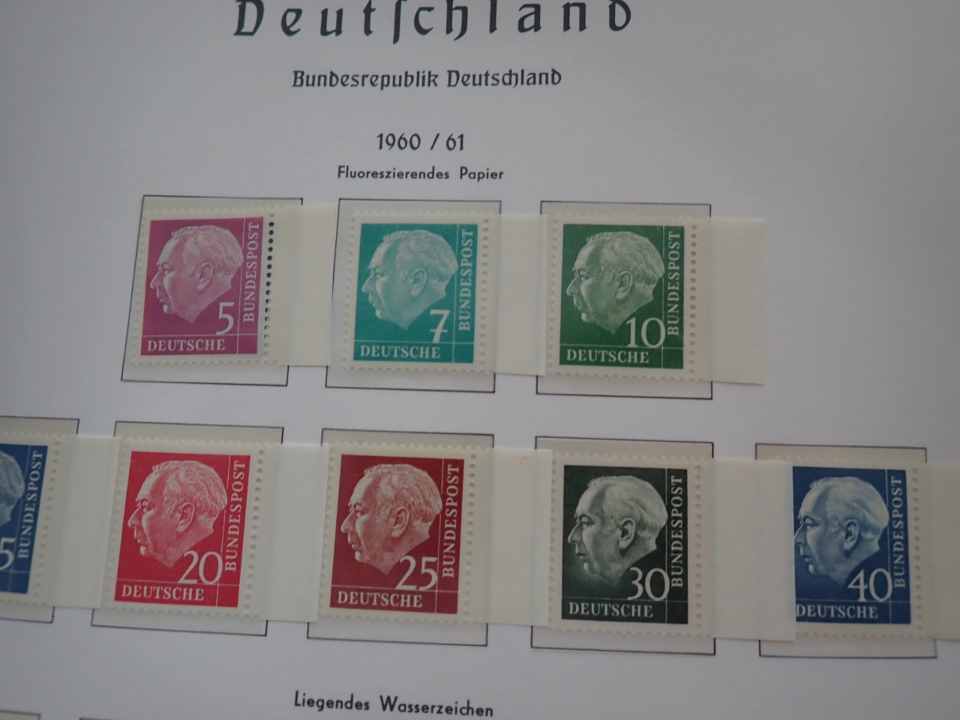 Deutschland
Bundesrepublik Deutschland
1960 / 61
Fluoreszierendes Papier
5
BUNDESPOST
DEUTSCHE
7
BUNDESPOST
DEUTSCHE
10
BUNDESPOST
DEUTSCHE
5
BUNDESPOST
20
BUNDESPOST
DEUTSCHE
25
BUNDESPOST
DEUTSCHE
30
BUNDESPOST
DEUTSCHE
40
BUNDESPOST
DEUTSCHE
Liegendes Wasserzeichen